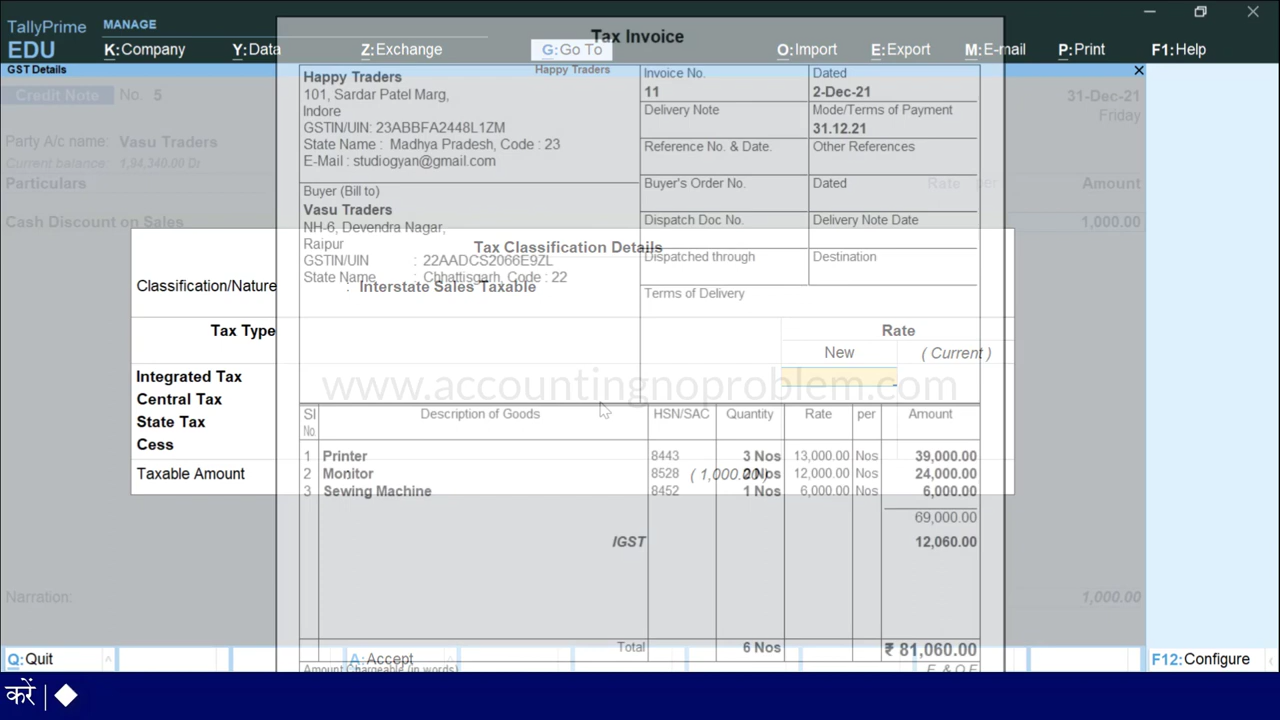 TallyPrime
EDU
MANAGE
K:Company
Y:Data
Z:Exchange
G:Go To
O:Import
E:Export
M:E-mail
P:Print
F1:Help
GST Details
Happy Traders
Credit Note
No. 5
31-Dec-21
Friday
Party A/c name: Vasu Traders
Current balance: 1,94,340.00 Dr
Particulars
Rate per
Amount
Cash Discount on Sales
1,000.00
Tax Classification Details
Classification/Nature : Interstate Sales Taxable
Tax Type
Rate
New
( Current )
Integrated Tax
Central Tax
State Tax
Cess
Taxable Amount : ( 1,000.00 )
Narration:
1,000.00
Tax Invoice
Happy Traders
101, Sardar Patel Marg,
Indore
GSTIN/UIN: 23ABBFA2448L1ZM
State Name : Madhya Pradesh, Code : 23
E-Mail : studiogyan@gmail.com
Invoice No.
11
Dated
2-Dec-21
Delivery Note
Mode/Terms of Payment
31.12.21
Reference No. & Date.
Other References
Buyer (Bill to)
Vasu Traders
NH-6, Devendra Nagar,
Raipur
GSTIN/UIN : 22AADCS2066E9ZL
State Name : Chhattisgarh, Code : 22
Buyer's Order No.
Dated
Dispatch Doc No.
Delivery Note Date
Dispatched through
Destination
Terms of Delivery
www.accountingnoproblem.com
Sl No
Description of Goods
HSN/SAC
Quantity
Rate
per
Amount
1 Printer 8443 3 Nos 13,000.00 Nos 39,000.00
2 Monitor 8528 2 Nos 12,000.00 Nos 24,000.00
3 Sewing Machine 8452 1 Nos 6,000.00 Nos 6,000.00
69,000.00
IGST 12,060.00
Total 6 Nos ₹ 81,060.00
Amount Chargeable (in words)
E. & O.E
Q:Quit
A:Accept
F12:Configure
करें | ◆